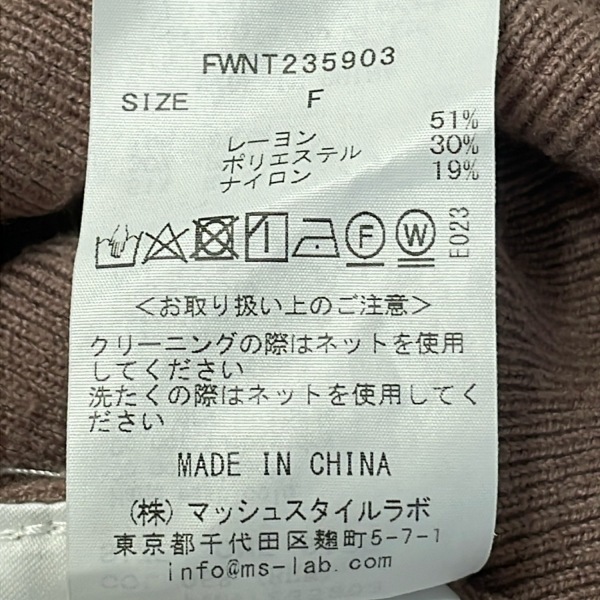 FWNT235903
SIZE F
レーヨン 51%
ポリエステル 30%
ナイロン 19%
F W E023
<お取り扱い上のご注意>
クリーニングの際はネットを使用
してください
洗たくの際はネットを使用してく
ださい
MADE IN CHINA
(株) マッシュスタイルラボ
東京都千代田区麹町5-7-1
info@ms-lab.com